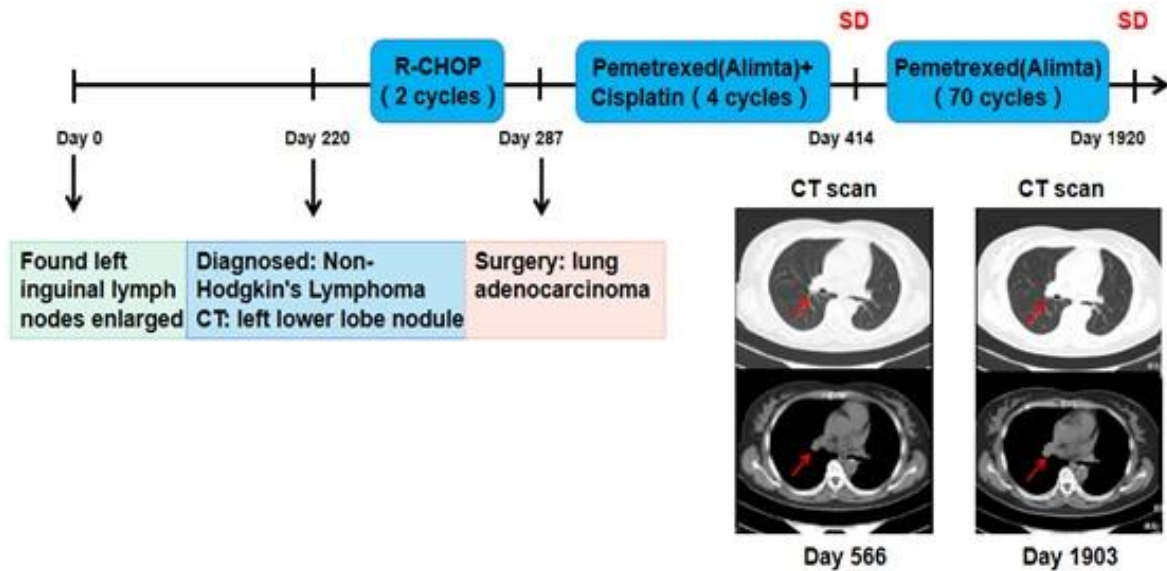 SD
SD
R-CHOP
( 2 cycles )
Pemetrexed(Alimta)+
Cisplatin ( 4 cycles )
Pemetrexed(Alimta)
( 70 cycles )
Day 0
Day 220
Day 287
Day 414
Day 1920
Found left
inguinal lymph
nodes enlarged
Diagnosed: Non-
Hodgkin's Lymphoma
CT: left lower lobe nodule
Surgery: lung
adenocarcinoma
CT scan
CT scan
Day 566
Day 1903